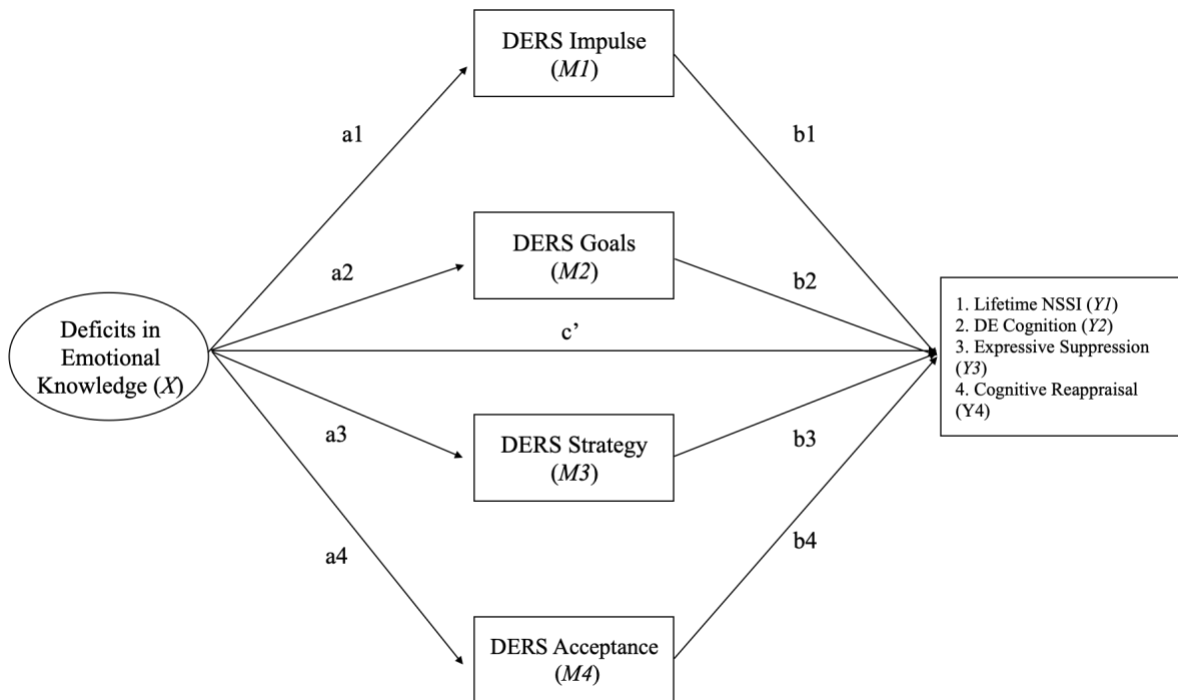 DERS Impulse
(M1)
a1
b1
DERS Goals
(M2)
a2
b2
Deficits in
Emotional
Knowledge (X)
c’
1. Lifetime NSSI (Y1)
2. DE Cognition (Y2)
3. Expressive Suppression
(Y3)
4. Cognitive Reappraisal
(Y4)
a3
b3
DERS Strategy
(M3)
a4
b4
DERS Acceptance
(M4)